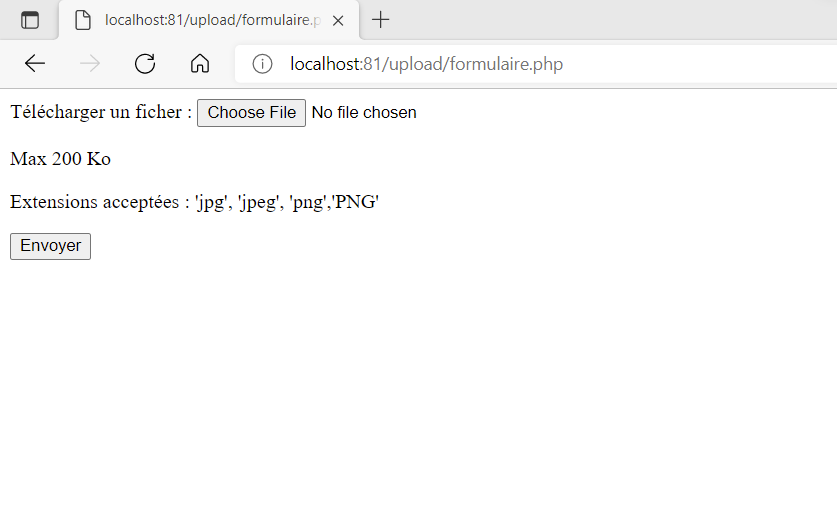 localhost:81/upload/formulaire.p
localhost:81/upload/formulaire.php
Télécharger un ficher : Choose File No file chosen
Max 200 Ko
Extensions acceptées : 'jpg', 'jpeg', 'png','PNG'
Envoyer